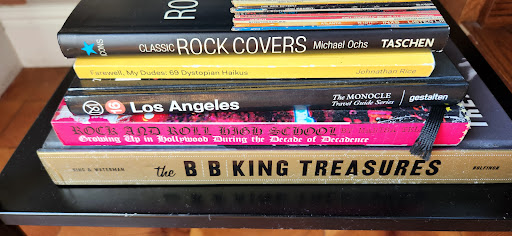 RO
ICONS
CLASSIC ROCK COVERS Michael Ochs TASCHEN
Farewell, My Dudes: 69 Dystopian Haikus Johnathan Rice
Los Angeles The MONOCLE Travel Guide Series gestalten
ROCK AND ROLL HIGH SCHOOL
Growing Up in Hollywood During the Decade of Decadence
the B B KING TREASURES BULFINCH